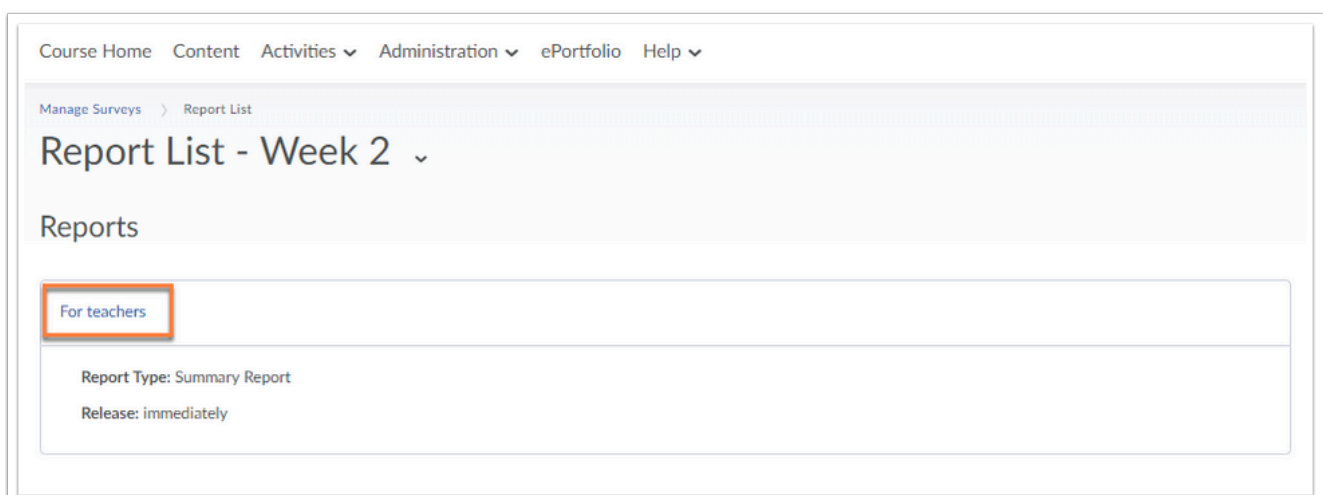 Course Home Content Activities Administration ePortfolio Help
Manage Surveys > Report List
Report List - Week 2
Reports
For teachers
Report Type: Summary Report
Release: immediately